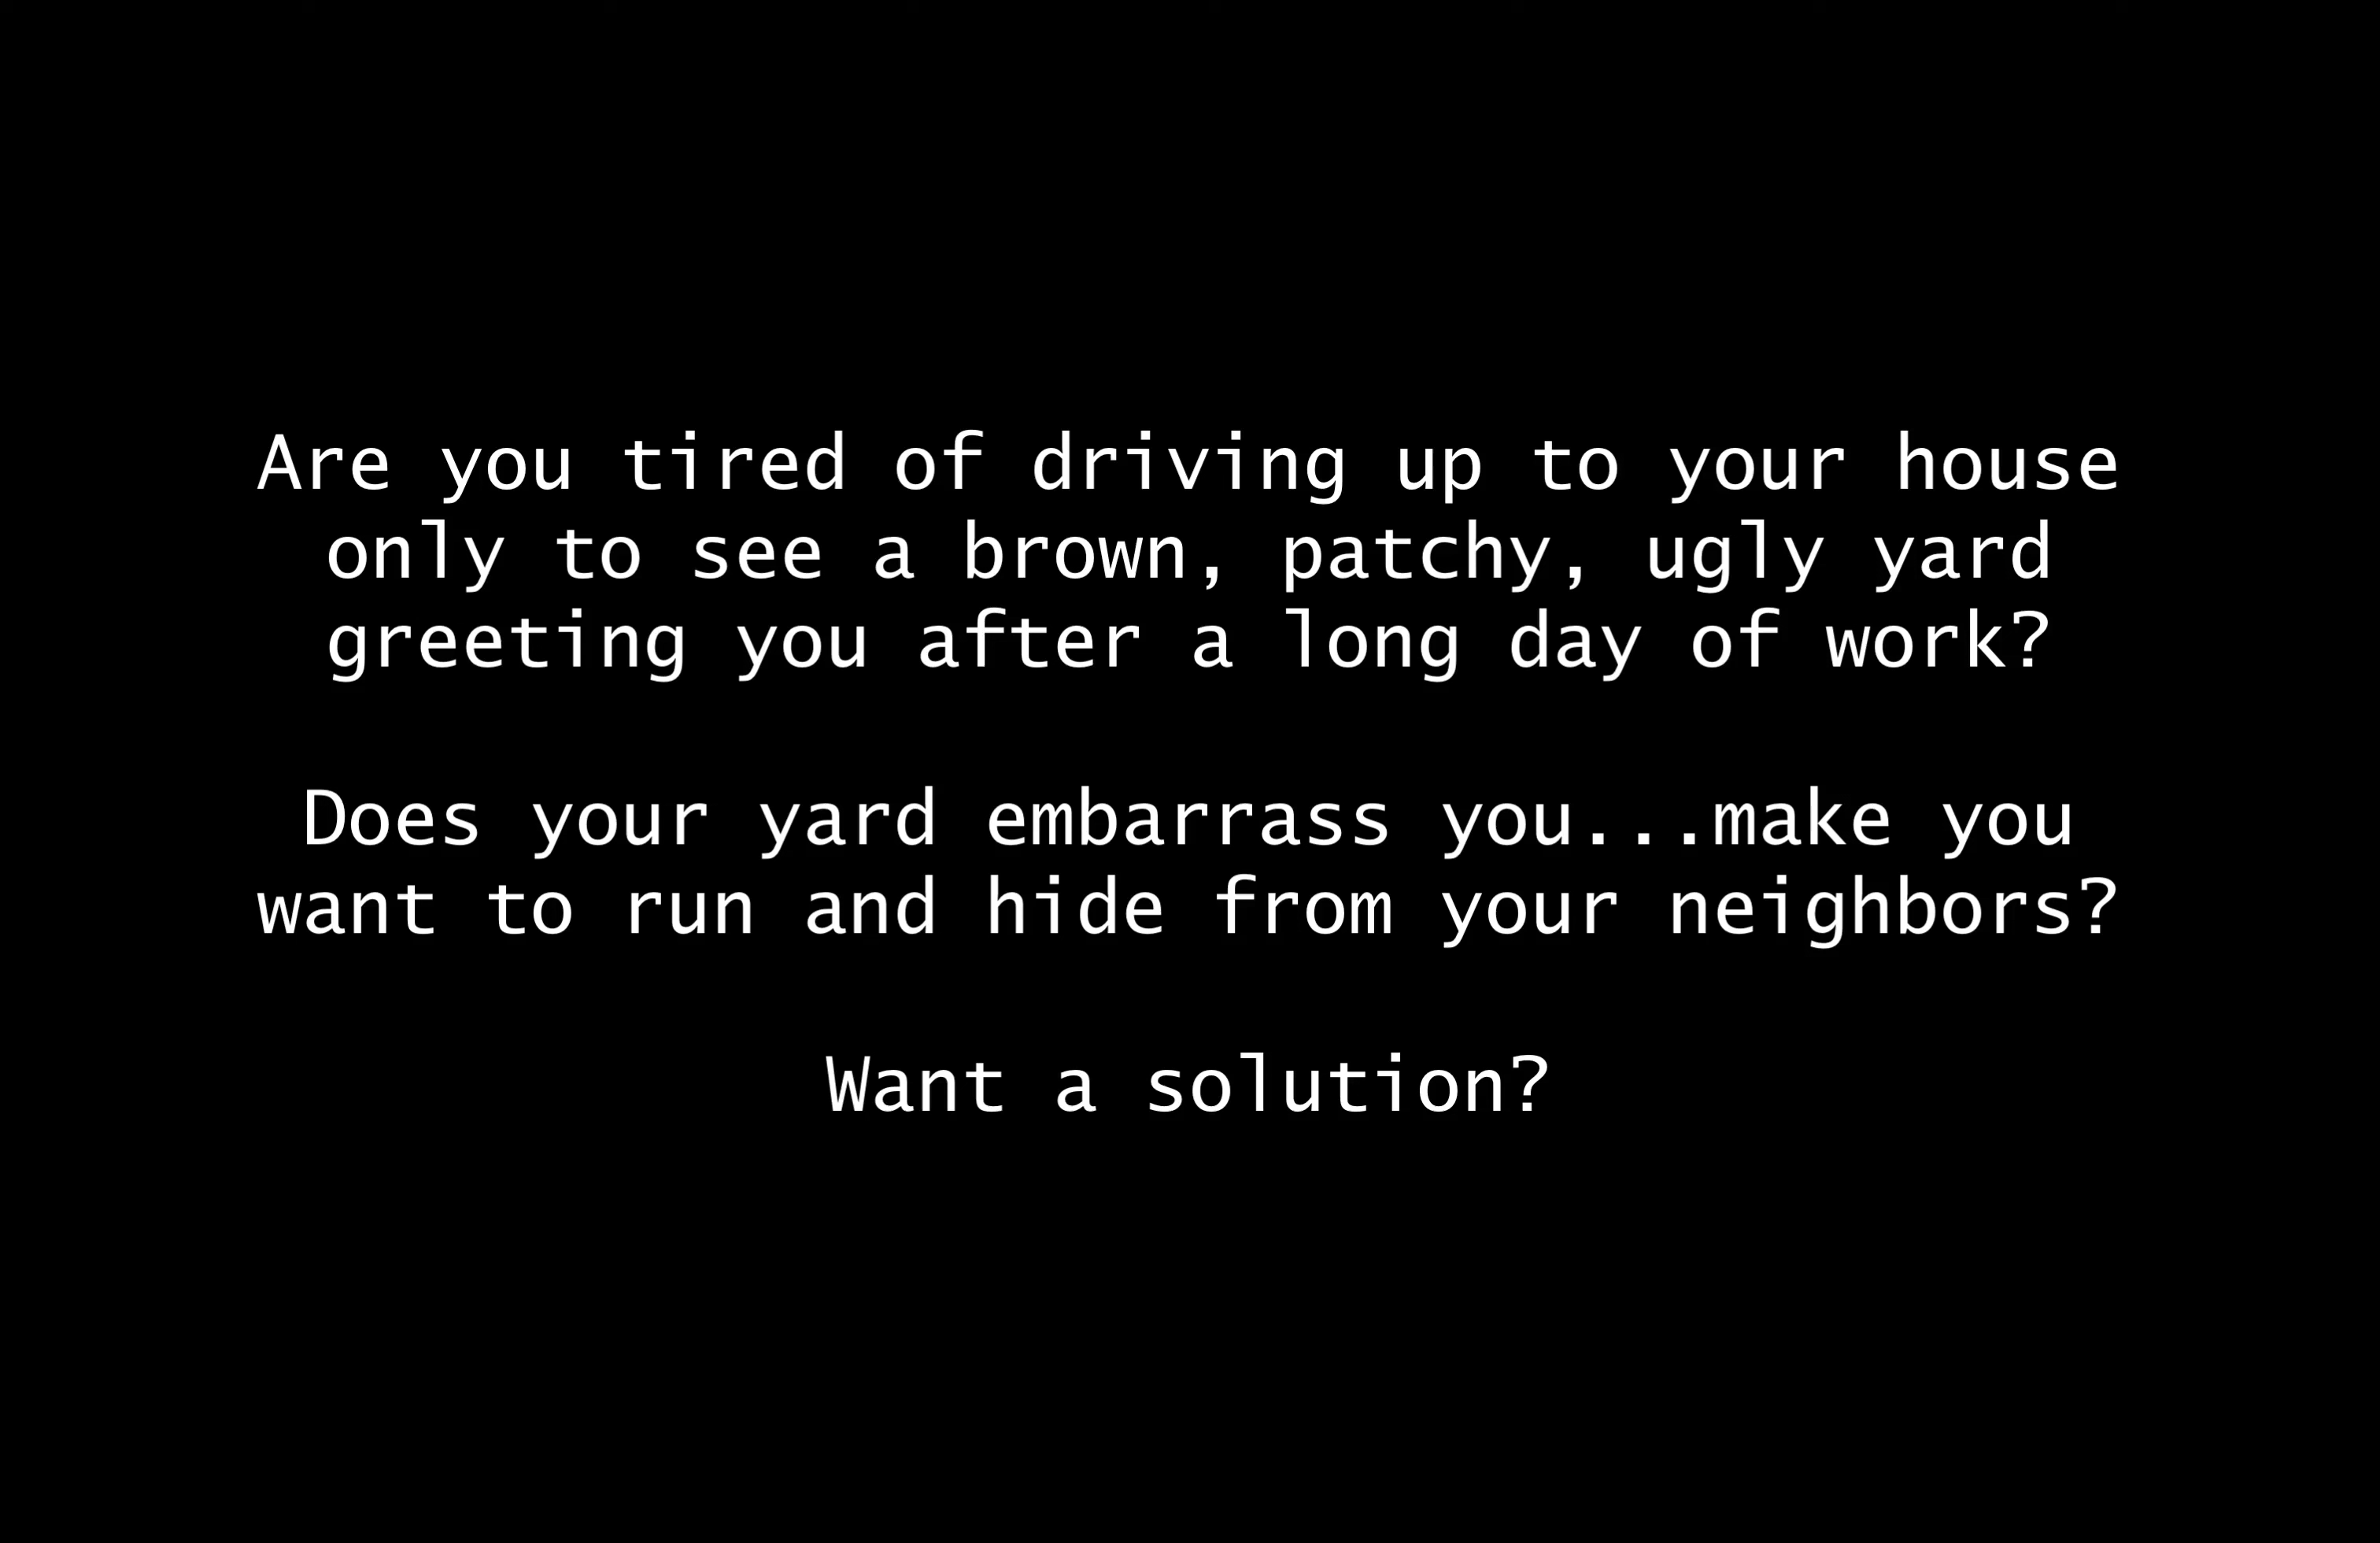 Are you tired of driving up to your house
only to see a brown, patchy, ugly yard
greeting you after a long day of work?
Does your yard embarrass you...make you
want to run and hide from your neighbors?
Want a solution?